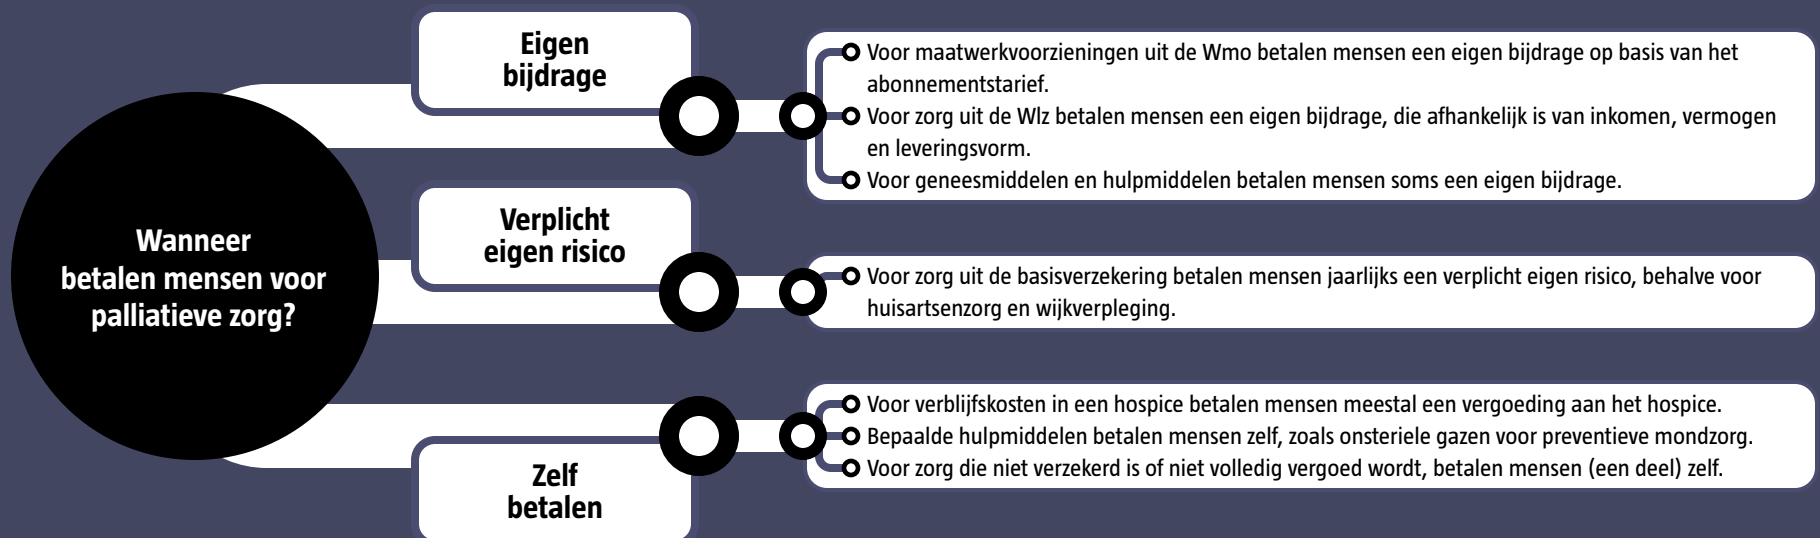 Wanneer
betalen mensen voor
palliatieve zorg?
Eigen
bijdrage
Voor maatwerkvoorzieningen uit de Wmo betalen mensen een eigen bijdrage op basis van het
abonnementstarief.
Voor zorg uit de Wlz betalen mensen een eigen bijdrage, die afhankelijk is van inkomen, vermogen
en leveringsvorm.
Voor geneesmiddelen en hulpmiddelen betalen mensen soms een eigen bijdrage.
Verplicht
eigen risico
Voor zorg uit de basisverzekering betalen mensen jaarlijks een verplicht eigen risico, behalve voor
huisartsenzorg en wijkverpleging.
Zelf
betalen
Voor verblijfskosten in een hospice betalen mensen meestal een vergoeding aan het hospice.
Bepaalde hulpmiddelen betalen mensen zelf, zoals onsteriele gazen voor preventieve mondzorg.
Voor zorg die niet verzekerd is of niet volledig vergoed wordt, betalen mensen (een deel) zelf.